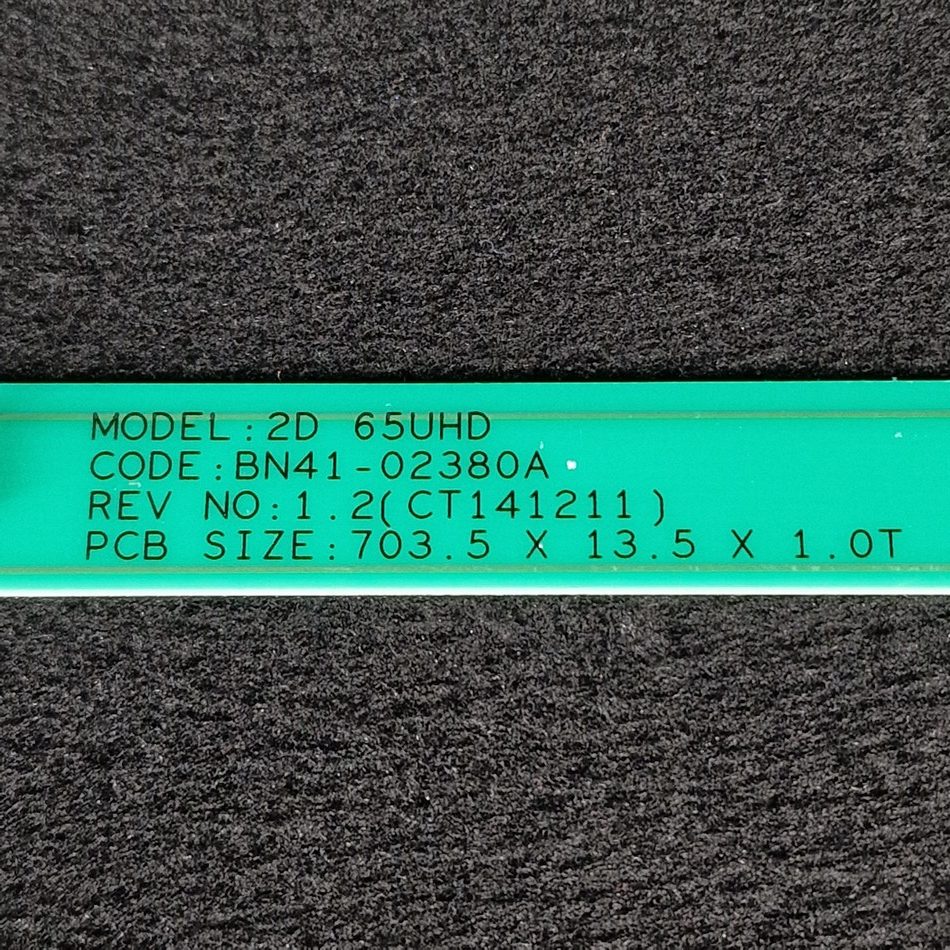 MODEL:2D 65UHD
CODE:BN41-02380A
REV NO:1.2(CT141211)
PCB SIZE:703.5 X 13.5 X 1.0T